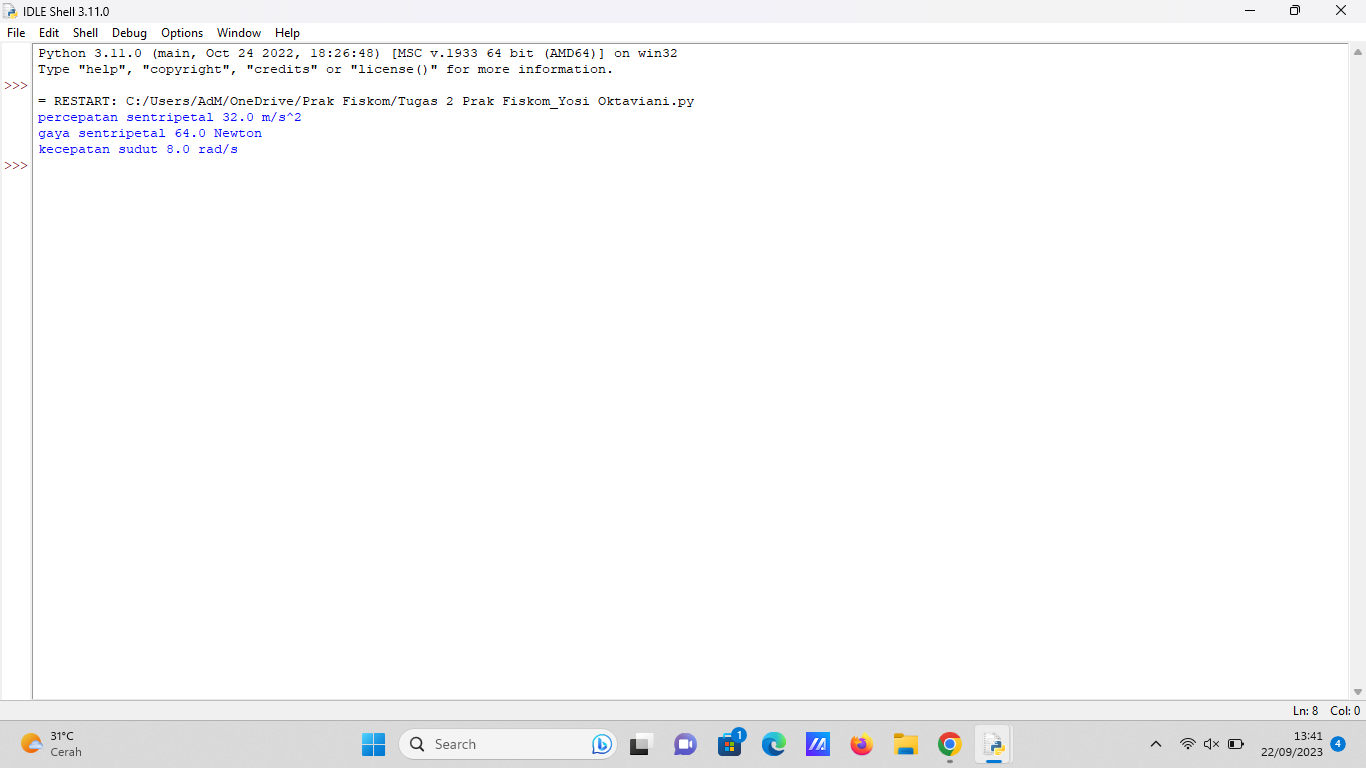 IDLE Shell 3.11.0
File Edit Shell Debug Options Window Help
Python 3.11.0 (main, Oct 24 2022, 18:26:48) [MSC v.1933 64 bit (AMD64)] on win32
Type "help", "copyright", "credits" or "license()" for more information.
>>>
= RESTART: C:/Users/AdM/OneDrive/Prak Fiskom/Tugas 2 Prak Fiskom_Yosi Oktaviani.py
percepatan sentripetal 32.0 m/s^2
gaya sentripetal 64.0 Newton
kecepatan sudut 8.0 rad/s
>>>
Ln: 8 Col: 0
31°C
Cerah
Search
1
13:41
22/09/2023
4